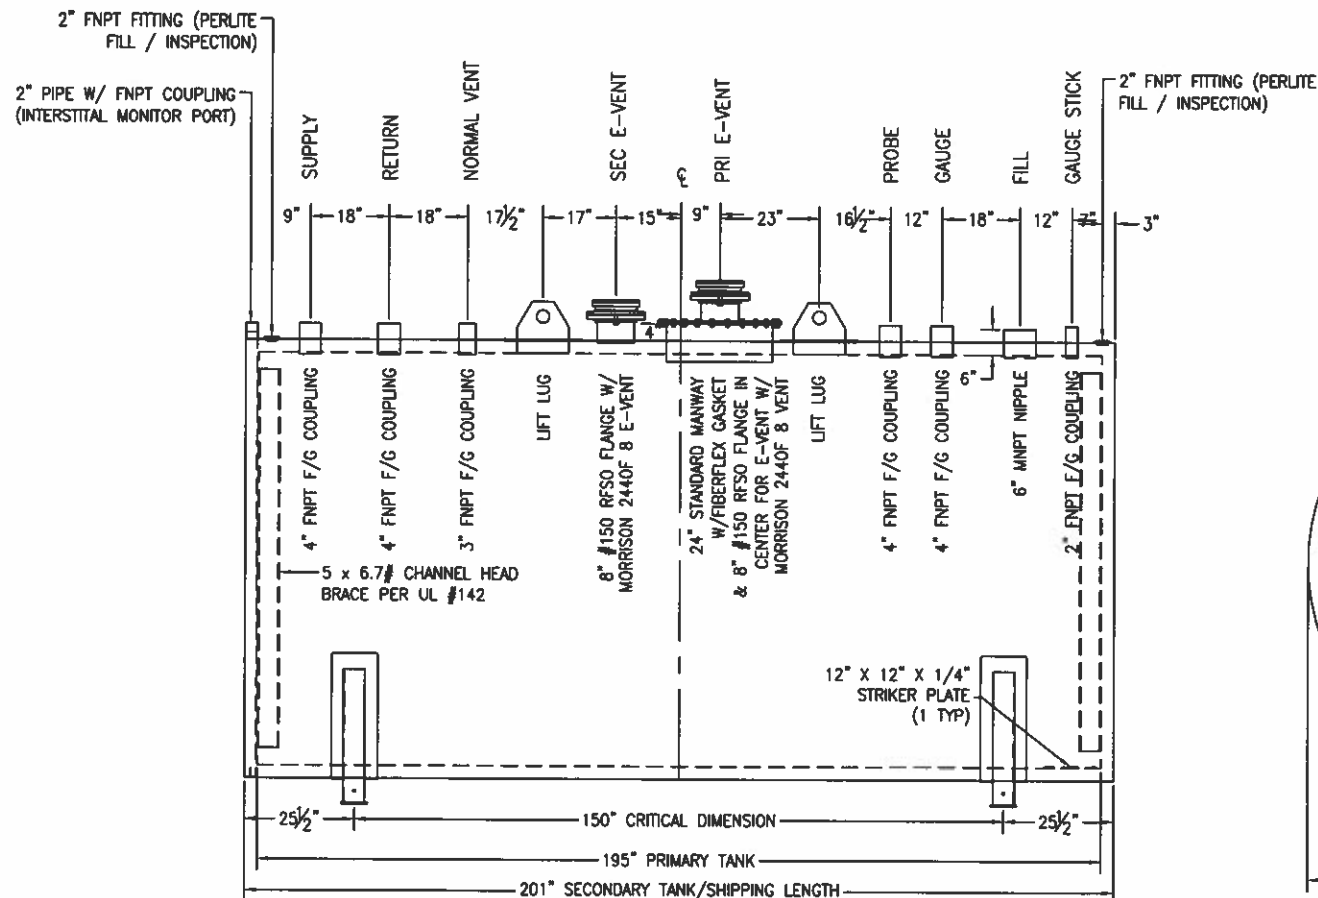 2" FNPT FITTING (PERLITE
FILL / INSPECTION)
2" PIPE W/ FNPT COUPLING
(INTERSTITAL MONITOR PORT)
2" FNPT FITTING (PERLITE
FILL / INSPECTION)
SUPPLY
RETURN
NORMAL VENT
SEC E-VENT
℄
PRI E-VENT
PROBE
GAUGE
FILL
GAUGE STICK
9"
18"
18"
17½"
17"
15"
9"
23"
16½"
12"
18"
12"
7"
3"
4
6"
4" FNPT F/G COUPLING
4" FNPT F/G COUPLING
3" FNPT F/G COUPLING
LIFT LUG
8" #150 RFSO FLANGE W/
MORRISON 244OF 8 E-VENT
24" STANDARD MANWAY
W/FIBERFLEX GASKET
& 8" #150 RFSO FLANGE IN
CENTER FOR E-VENT W/
MORRISON 244OF 8 VENT
LIFT LUG
4" FNPT F/G COUPLING
4" FNPT F/G COUPLING
6" MNPT NIPPLE
2" FNPT F/G COUPLING
5 x 6.7# CHANNEL HEAD
BRACE PER UL #142
12" X 12" X 1/4"
STRIKER PLATE
(1 TYP)
25½"
150" CRITICAL DIMENSION
25½"
195" PRIMARY TANK
201" SECONDARY TANK/SHIPPING LENGTH